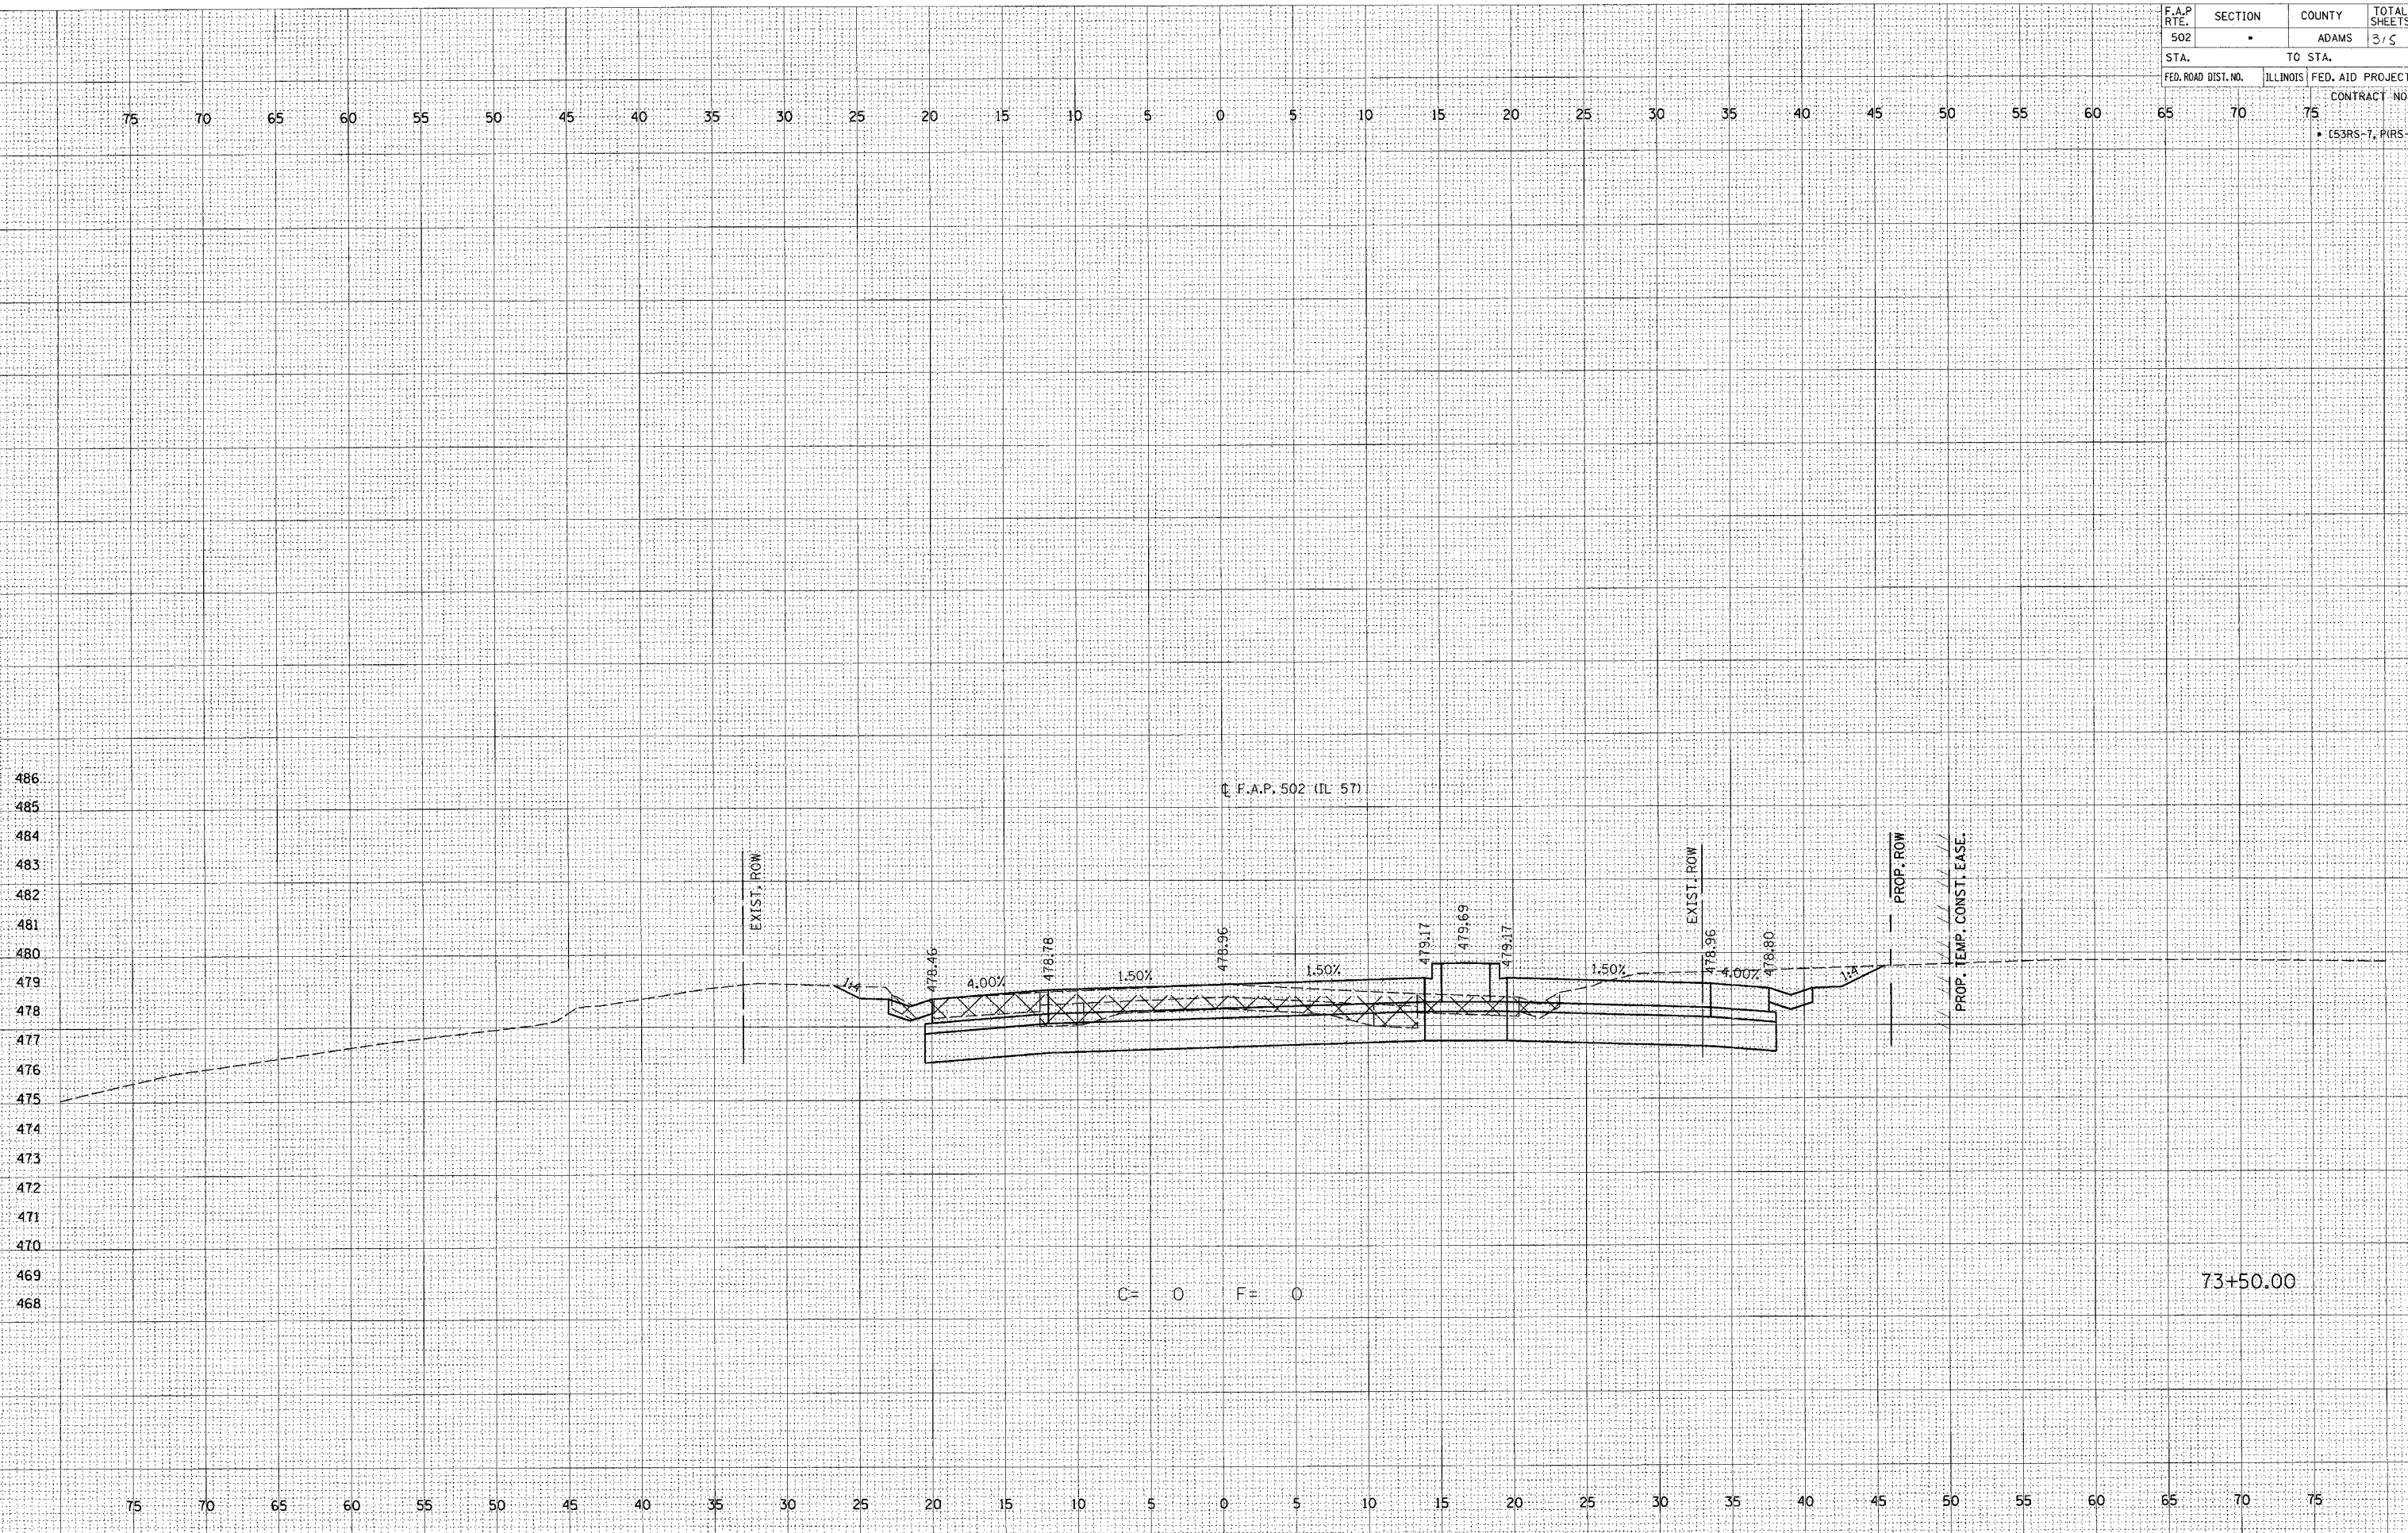 F.A.P RTE. SECTION COUNTY TOTAL SHEETS
502 • ADAMS 315
STA. TO STA.
FED. ROAD DIST. NO. ILLINOIS FED. AID PROJECT
CONTRACT NO
75 70 65 60 55 50 45 40 35 30 25 20 15 10 5 0 5 10 15 20 25 30 35 40 45 50 55 60 65 70 75
486
485
℄ F.A.P. 502 (IL 57)
484
483
482
481
480
479
478
477
476
475
474
473
472
471
470
469
468
EXIST. ROW
1:4
478.46
4.00%
478.78
1.50%
478.96
1.50%
479.17
479.69
479.17
1.50%
EXIST. ROW
478.96
4.00%
478.80
1:4
PROP. ROW
PROP. TEMP. CONST. EASE.
C= 0 F= 0
73+50.00
75 70 65 60 55 50 45 40 35 30 25 20 15 10 5 0 5 10 15 20 25 30 35 40 45 50 55 60 65 70 75